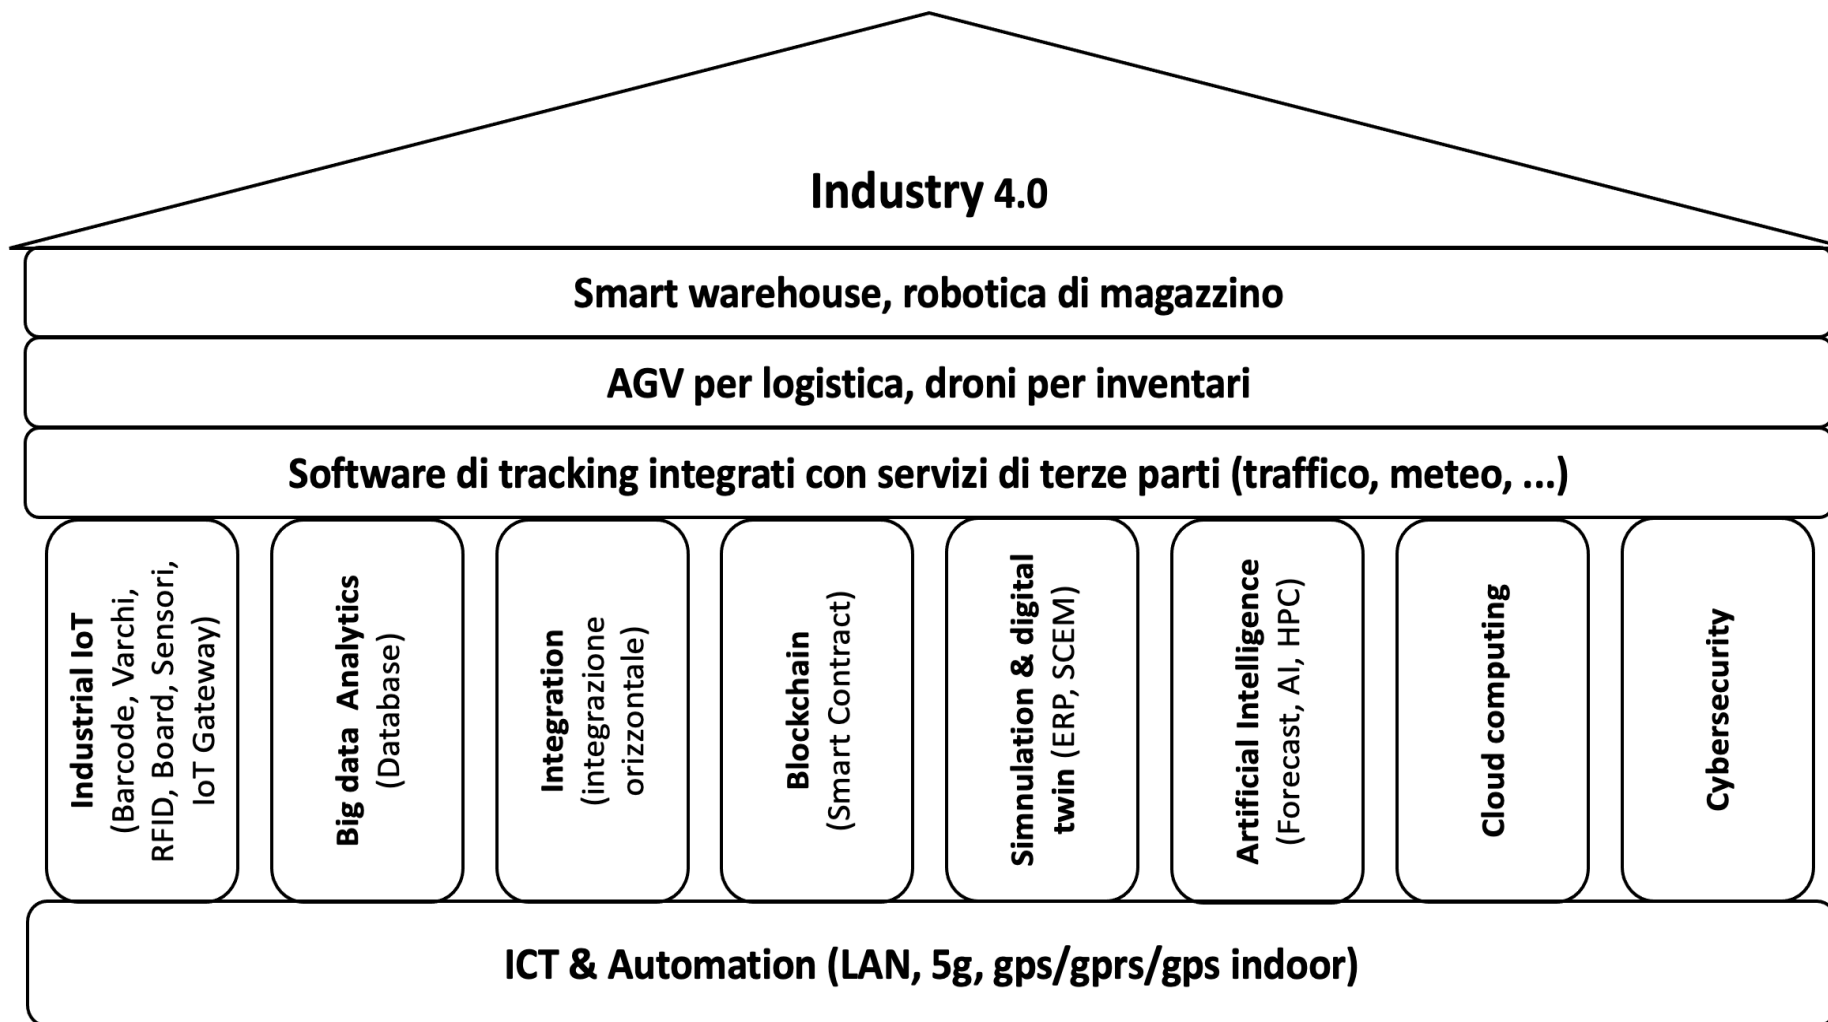 Industry 4.0
Smart warehouse, robotica di magazzino
AGV per logistica, droni per inventari
Software di tracking integrati con servizi di terze parti (traffico, meteo, ...)
Industrial IoT
(Barcode, Varchi,
RFID, Board, Sensori,
IoT Gateway)
Big data Analytics
(Database)
Integration
(integrazione
orizzontale)
Blockchain
(Smart Contract)
Simnulation & digital
twin (ERP, SCEM)
Artificial Intelligence
(Forecast, AI, HPC)
Cloud computing
Cybersecurity
ICT & Automation (LAN, 5g, gps/gprs/gps indoor)